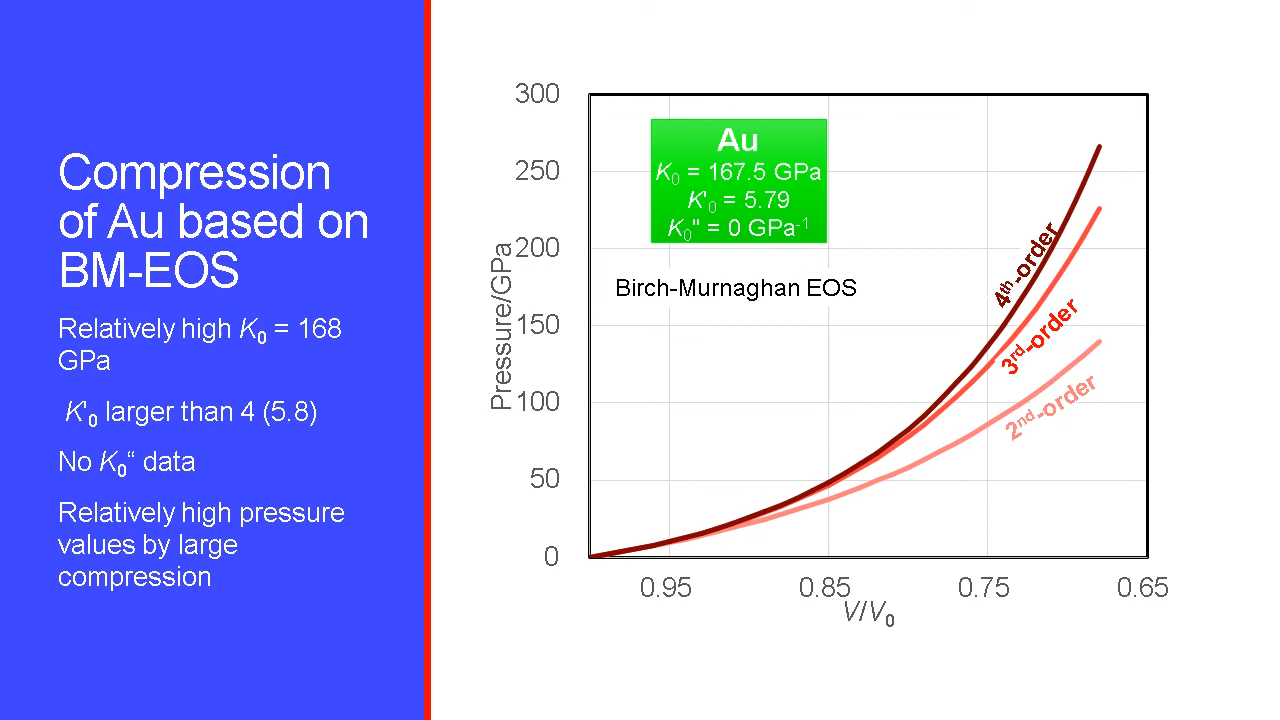 Compression
of Au based on
BM-EOS
Relatively high K₀ = 168
GPa
K'₀ larger than 4 (5.8)
No K₀“ data
Relatively high pressure
values by large
compression
300
250
200
150
100
50
0
Pressure/GPa
Au
K₀ = 167.5 GPa
K'₀ = 5.79
K₀" = 0 GPa⁻¹
Birch-Murnaghan EOS
4th-order
3rd-order
2nd-order
0.95
0.85
0.75
0.65
V/V₀